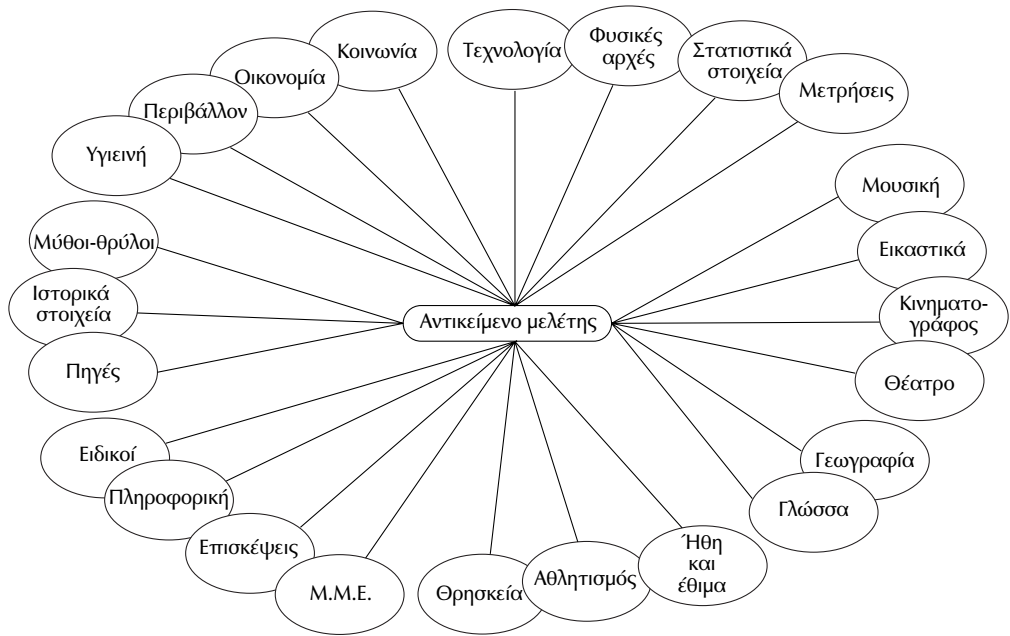 Κοινωνία
Τεχνολογία
Φυσικές
αρχές
Στατιστικά
στοιχεία
Οικονομία
Μετρήσεις
Περιβάλλον
Υγιεινή
Μουσική
Μύθοι-θρύλοι
Εικαστικά
Ιστορικά
στοιχεία
Κινηματο-
γράφος
Αντικείμενο μελέτης
Πηγές
Θέατρο
Ειδικοί
Γεωγραφία
Πληροφορική
Γλώσσα
Επισκέψεις
Ήθη
και
έθιμα
Μ.Μ.Ε.
Θρησκεία
Αθλητισμός